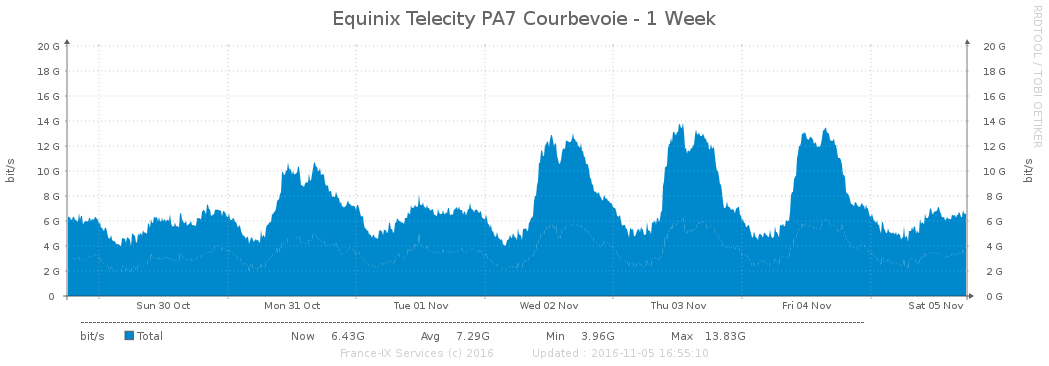 Equinix Telecity PA7 Courbevoie - 1 Week
RRDTOOL / TOBI OETIKER
bit/s
20 G 20 G
18 G 18 G
16 G 16 G
14 G 14 G
12 G 12 G
10 G 10 G
8 G 8 G
6 G 6 G
4 G 4 G
2 G 2 G
0 0 G
bit/s
Sun 30 Oct Mon 31 Oct Tue 01 Nov Wed 02 Nov Thu 03 Nov Fri 04 Nov Sat 05 Nov
bit/s Total Now 6.43G Avg 7.29G Min 3.96G Max 13.83G
France-IX Services (c) 2016 Updated : 2016-11-05 16:55:10